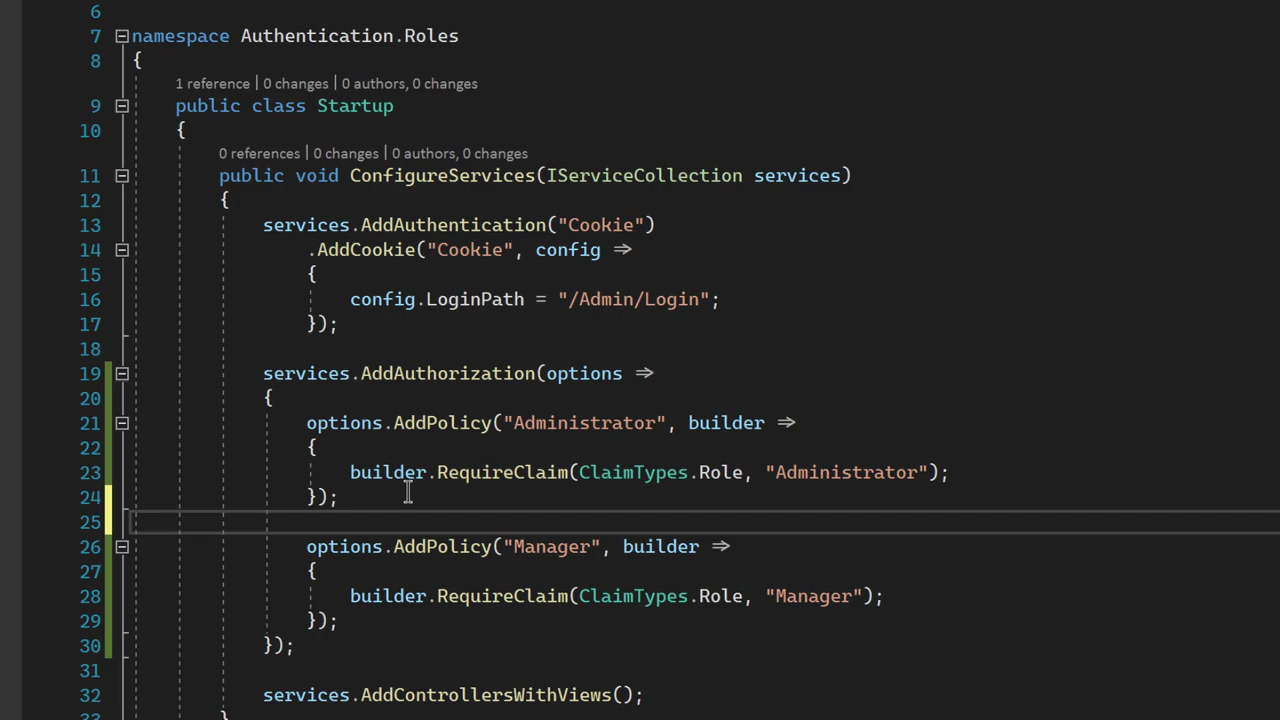 6
7 namespace Authentication.Roles
8 {
1 reference | 0 changes | 0 authors, 0 changes
9 public class Startup
10 {
0 references | 0 changes | 0 authors, 0 changes
11 public void ConfigureServices(IServiceCollection services)
12 {
13 services.AddAuthentication("Cookie")
14 .AddCookie("Cookie", config =>
15 {
16 config.LoginPath = "/Admin/Login";
17 });
18
19 services.AddAuthorization(options =>
20 {
21 options.AddPolicy("Administrator", builder =>
22 {
23 builder.RequireClaim(ClaimTypes.Role, "Administrator");
24 });
25
26 options.AddPolicy("Manager", builder =>
27 {
28 builder.RequireClaim(ClaimTypes.Role, "Manager");
29 });
30 });
31
32 services.AddControllersWithViews();
33 }